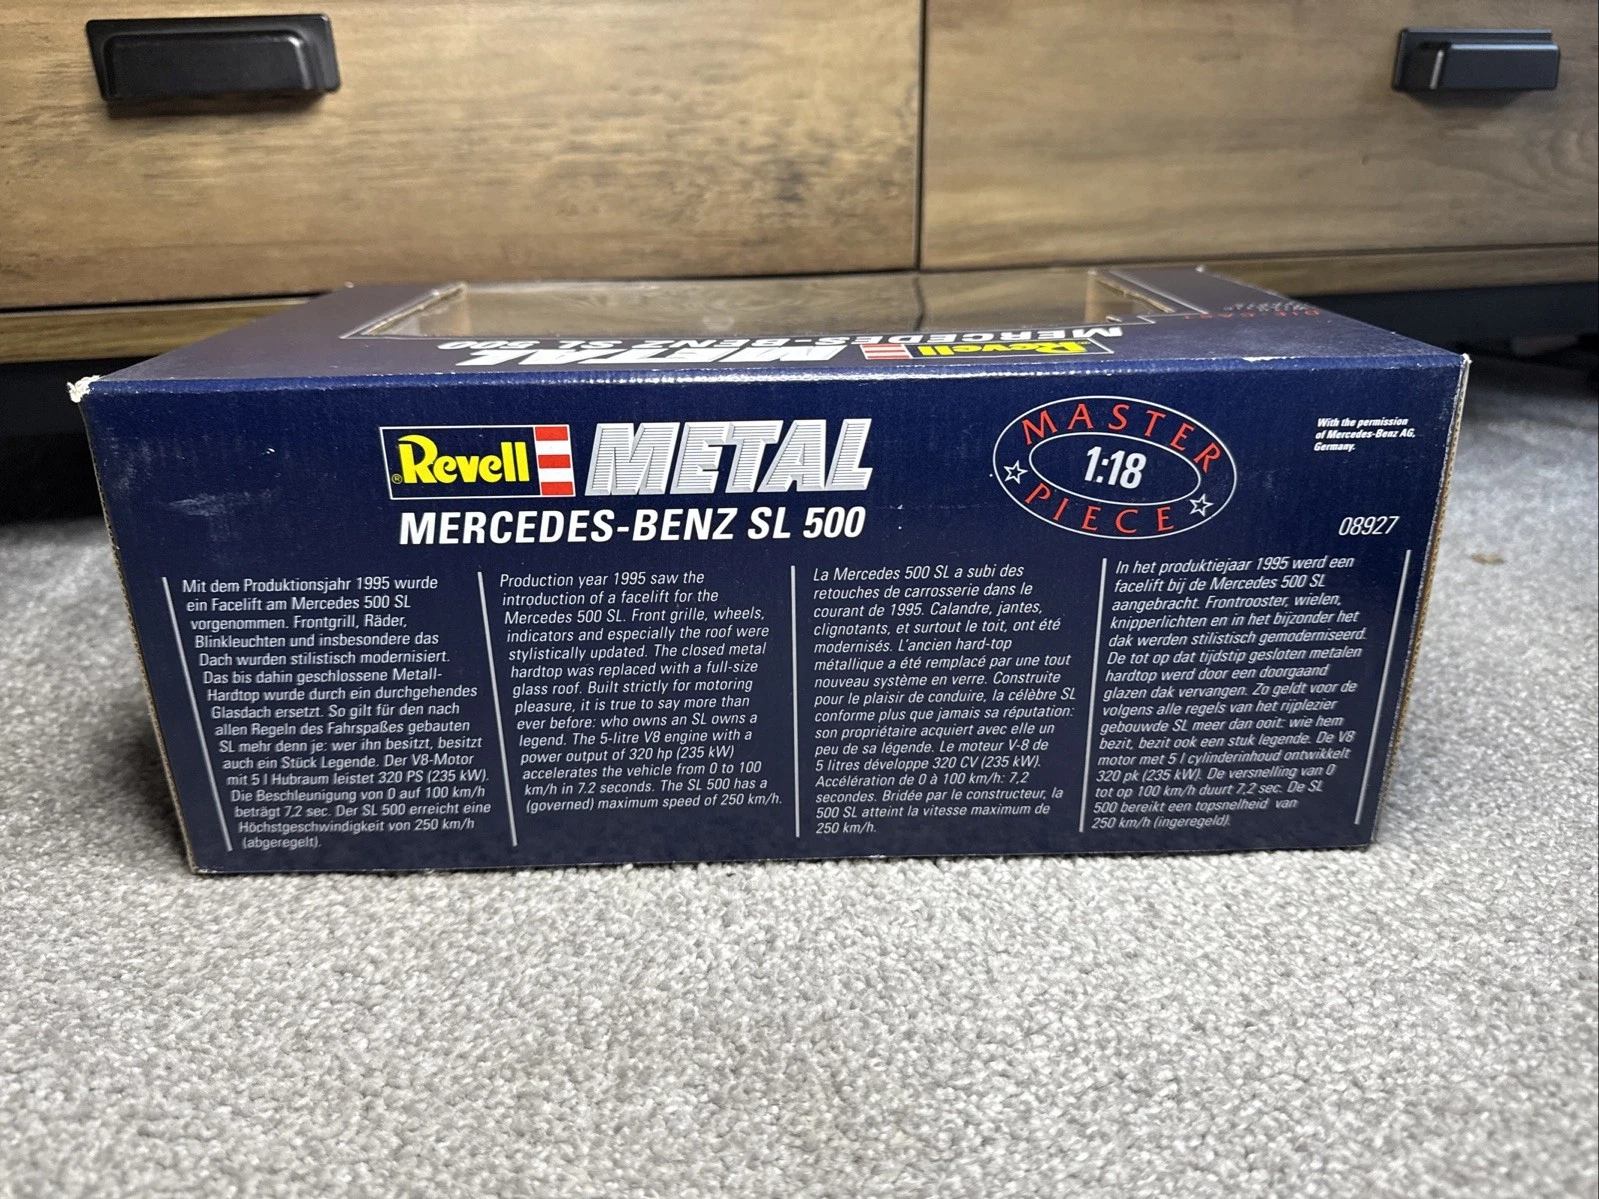 MERCEDES-BENZ SL 500
Revell METAL
® Revell METAL
MERCEDES-BENZ SL 500
MASTER
1:18
PIECE
With the permission
of Mercedes-Benz AG,
Germany.
08927
Mit dem Produktionsjahr 1995 wurde
ein Facelift am Mercedes 500 SL
vorgenommen. Frontgrill, Räder,
Blinkleuchten und insbesondere das
Dach wurden stilistisch modernisiert.
Das bis dahin geschlossene Metall-
Hardtop wurde durch ein durchgehendes
Glasdach ersetzt. So gilt für den nach
allen Regeln des Fahrspaßes gebauten
SL mehr denn je: wer ihn besitzt, besitzt
auch ein Stück Legende. Der V8-Motor
mit 5 l Hubraum leistet 320 PS (235 kW).
Die Beschleunigung von 0 auf 100 km/h
beträgt 7,2 sec. Der SL 500 erreicht eine
Höchstgeschwindigkeit von 250 km/h
(abgeregelt).
Production year 1995 saw the
introduction of a facelift for the
Mercedes 500 SL. Front grille, wheels,
indicators and especially the roof were
stylistically updated. The closed metal
hardtop was replaced with a full-size
glass roof. Built strictly for motoring
pleasure, it is true to say more than
ever before: who owns an SL owns a
legend. The 5-litre V8 engine with a
power output of 320 hp (235 kW)
accelerates the vehicle from 0 to 100
km/h in 7.2 seconds. The SL 500 has a
(governed) maximum speed of 250 km/h.
La Mercedes 500 SL a subi des
retouches de carrosserie dans le
courant de 1995. Calandre, jantes,
clignotants, et surtout le toit, ont été
modernisés. L'ancien hard-top
métallique a été remplacé par une tout
nouveau système en verre. Construite
pour le plaisir de conduire, la célèbre SL
conforme plus que jamais sa réputation:
son propriétaire acquiert avec elle un
peu de sa légende. Le moteur V-8 de
5 litres développe 320 CV (235 kW).
Accélération de 0 à 100 km/h: 7,2
secondes. Bridée par le constructeur, la
500 SL atteint la vitesse maximum de
250 km/h.
In het produktiejaar 1995 werd een
facelift bij de Mercedes 500 SL
aangebracht. Frontrooster, wielen,
knipperlichten en in het bijzonder het
dak werden stilistisch gemoderniseerd.
De tot op dat tijdstip gesloten metalen
hardtop werd door een doorgaand
glazen dak vervangen. Zo geldt voor de
volgens alle regels van het rijplezier
gebouwde SL meer dan ooit: wie hem
bezit, bezit ook een stuk legende. De V8
motor met 5 l cylinderinhoud ontwikkelt
320 pk (235 kW). De versnelling van 0
tot op 100 km/h duurt 7,2 sec. De SL
500 bereikt een topsnelheid van
250 km/h (ingeregeld).